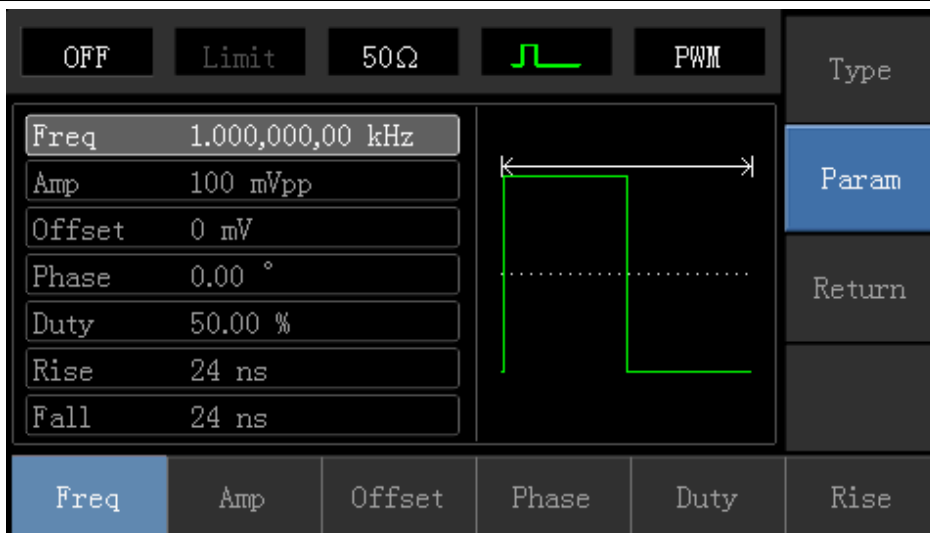 OFF Limit 50Ω PWM Type
Freq 1.000,000,00 kHz
Amp 100 mVpp
Param
Offset 0 mV
Phase 0.00 °
Return
Duty 50.00 %
Rise 24 ns
Fall 24 ns
Freq Amp Offset Phase Duty Rise